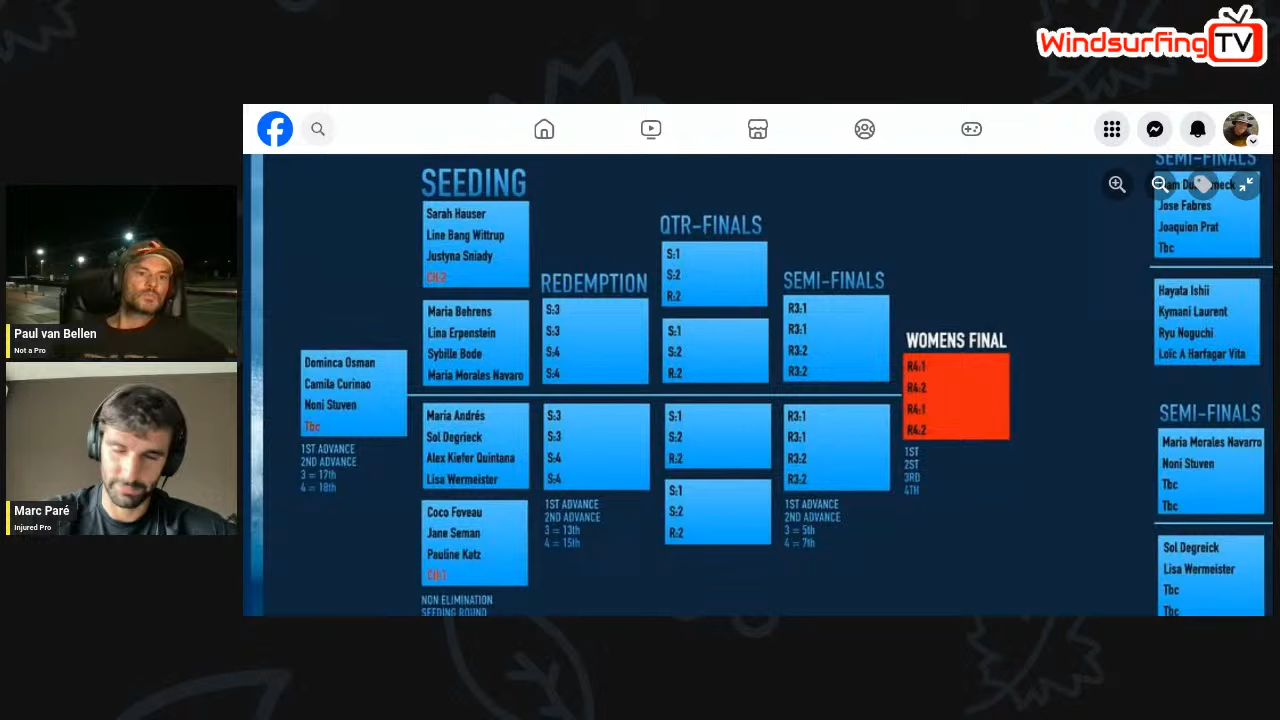 Windsurfing TV
SEEDING
Sarah Hauser
Line Bang Wittrup
Justyna Sniady
CH-2
Maria Behrens
Lina Erpenstein
Sybille Bode
Maria Morales Navaro
Dominca Osman
Camila Curinao
Noni Stuven
Tbc
1ST ADVANCE
2ND ADVANCE
3 = 17th
4 = 18th
Maria Andrés
Sol Degrieck
Alex Kiefer Quintana
Lisa Wermeister
Coco Foveau
Jane Seman
Pauline Katz
CH-1
NON ELIMINATION
SEEDING ROUND
REDEMPTION
S:3
S:3
S:4
S:4
S:3
S:3
S:4
S:4
1ST ADVANCE
2ND ADVANCE
3 = 13th
4 = 15th
QTR-FINALS
S:1
S:2
R:2
S:1
S:2
R:2
S:1
S:2
R:2
S:1
S:2
R:2
SEMI-FINALS
R3:1
R3:1
R3:2
R3:2
R3:1
R3:1
R3:2
R3:2
1ST ADVANCE
2ND ADVANCE
3 = 5th
4 = 7th
WOMENS FINAL
R4:1
R4:2
R4:1
R4:2
1ST
2ST
3RD
4TH
SEMI-FINALS
Jose Fabres
Joaquion Prat
Tbc
Hayata Ishii
Kymani Laurent
Ryu Noguchi
Loïc A Harfagar Vita
SEMI-FINALS
Maria Morales Navarro
Noni Stuven
Tbc
Tbc
Sol Degreick
Lisa Wermeister
Tbc
Tbc
Paul van Bellen
Not a Pro
Marc Paré
Injured Pro